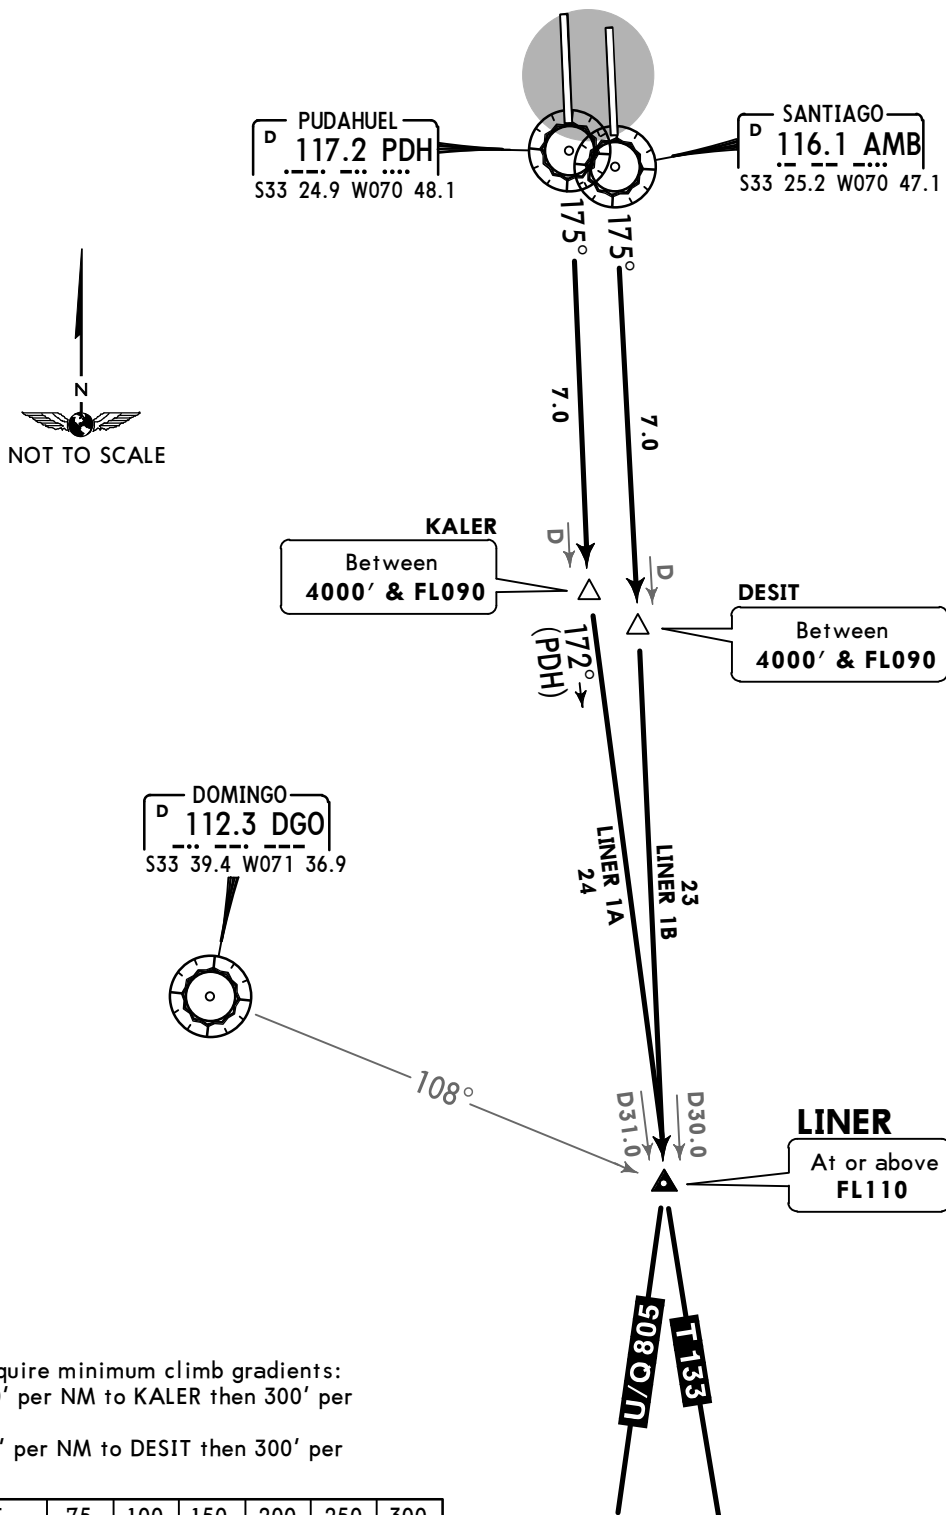 PUDAHUEL
D 117.2 PDH
S33 24.9 W070 48.1
SANTIAGO
D 116.1 AMB
S33 25.2 W070 47.1
175°
175°
N
NOT TO SCALE
7.0
7.0
D
D
KALER
Between
4000' & FL090
DESIT
Between
4000' & FL090
172°
(PDH)
DOMINGO
D 112.3 DGO
S33 39.4 W071 36.9
LINER 1A
24
23
LINER 1B
108°
D31.0
D30.0
LINER
At or above
FL110
U/Q 805
T 133
quire minimum climb gradients:
' per NM to KALER then 300' per
' per NM to DESIT then 300' per
75 100 150 200 250 300